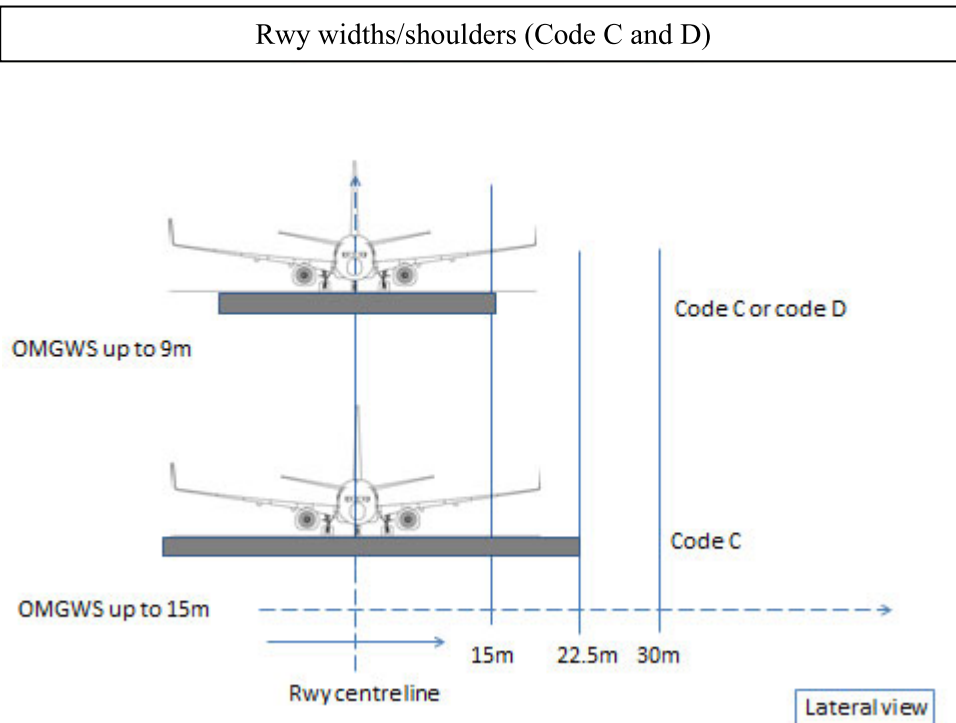 Rwy widths/shoulders (Code C and D)
Code C or code D
OMGWS up to 9m
Code C
OMGWS up to 15m
15m 22.5m 30m
Rwy centreline
Lateral view